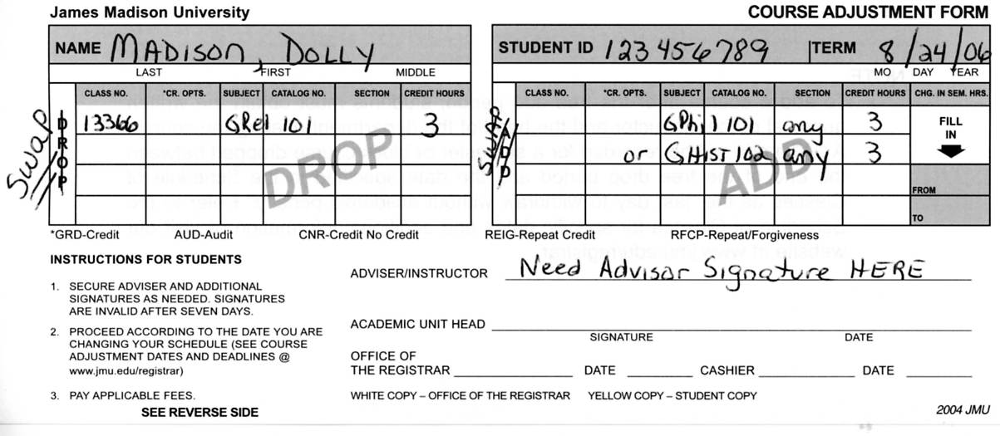 James Madison University COURSE ADJUSTMENT FORM
NAME MADISON, DOLLY STUDENT ID 123456789 TERM 8/24/06
LAST FIRST MIDDLE MO DAY YEAR
CLASS NO. *CR. OPTS. SUBJECT CATALOG NO. SECTION CREDIT HOURS CLASS NO. *CR. OPTS. SUBJECT CATALOG NO. SECTION CREDIT HOURS CHG. IN SEM. HRS.
SWAP // DROP 13366 GRel 101 3 SWAP // ADD GPhil 101 any 3 FILL IN
or GHIST 102 any 3
DROP ADD
FROM
TO
*GRD-Credit AUD-Audit CNR-Credit No Credit REIG-Repeat Credit RFCP-Repeat/Forgiveness
INSTRUCTIONS FOR STUDENTS
1. SECURE ADVISER AND ADDITIONAL
SIGNATURES AS NEEDED. SIGNATURES
ARE INVALID AFTER SEVEN DAYS.
2. PROCEED ACCORDING TO THE DATE YOU ARE
CHANGING YOUR SCHEDULE (SEE COURSE
ADJUSTMENT DATES AND DEADLINES @
www.jmu.edu/registrar)
3. PAY APPLICABLE FEES.
SEE REVERSE SIDE
ADVISER/INSTRUCTOR Need Advisor Signature HERE
ACADEMIC UNIT HEAD
SIGNATURE DATE
OFFICE OF
THE REGISTRAR DATE CASHIER DATE
WHITE COPY – OFFICE OF THE REGISTRAR YELLOW COPY – STUDENT COPY
2004 JMU